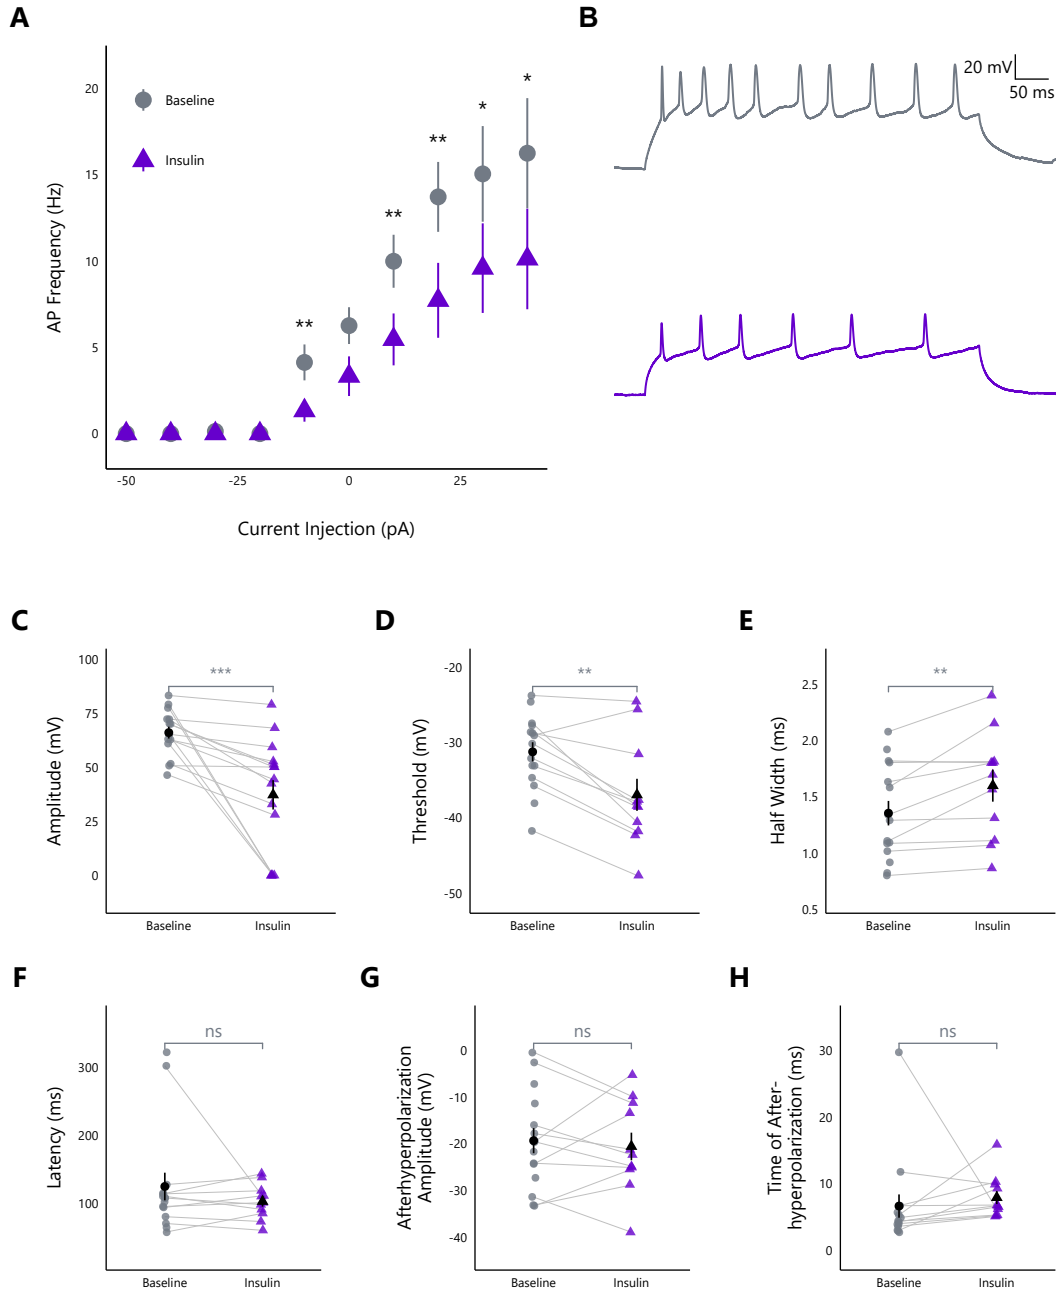 A
B
20
15
10
5
0
AP Frequency (Hz)
Baseline
Insulin
**
**
**
*
*
-50
-25
0
25
Current Injection (pA)
20 mV
50 ms
C
D
E
100
75
50
25
0
Amplitude (mV)
***
Baseline
Insulin
-20
-30
-40
-50
Threshold (mV)
**
Baseline
Insulin
2.5
2.0
1.5
1.0
0.5
Half Width (ms)
**
Baseline
Insulin
F
G
H
300
200
100
Latency (ms)
ns
Baseline
Insulin
0
-10
-20
-30
-40
Afterhyperpolarization
Amplitude (mV)
ns
Baseline
Insulin
30
20
10
0
Time of After-
hyperpolarization (ms)
ns
Baseline
Insulin